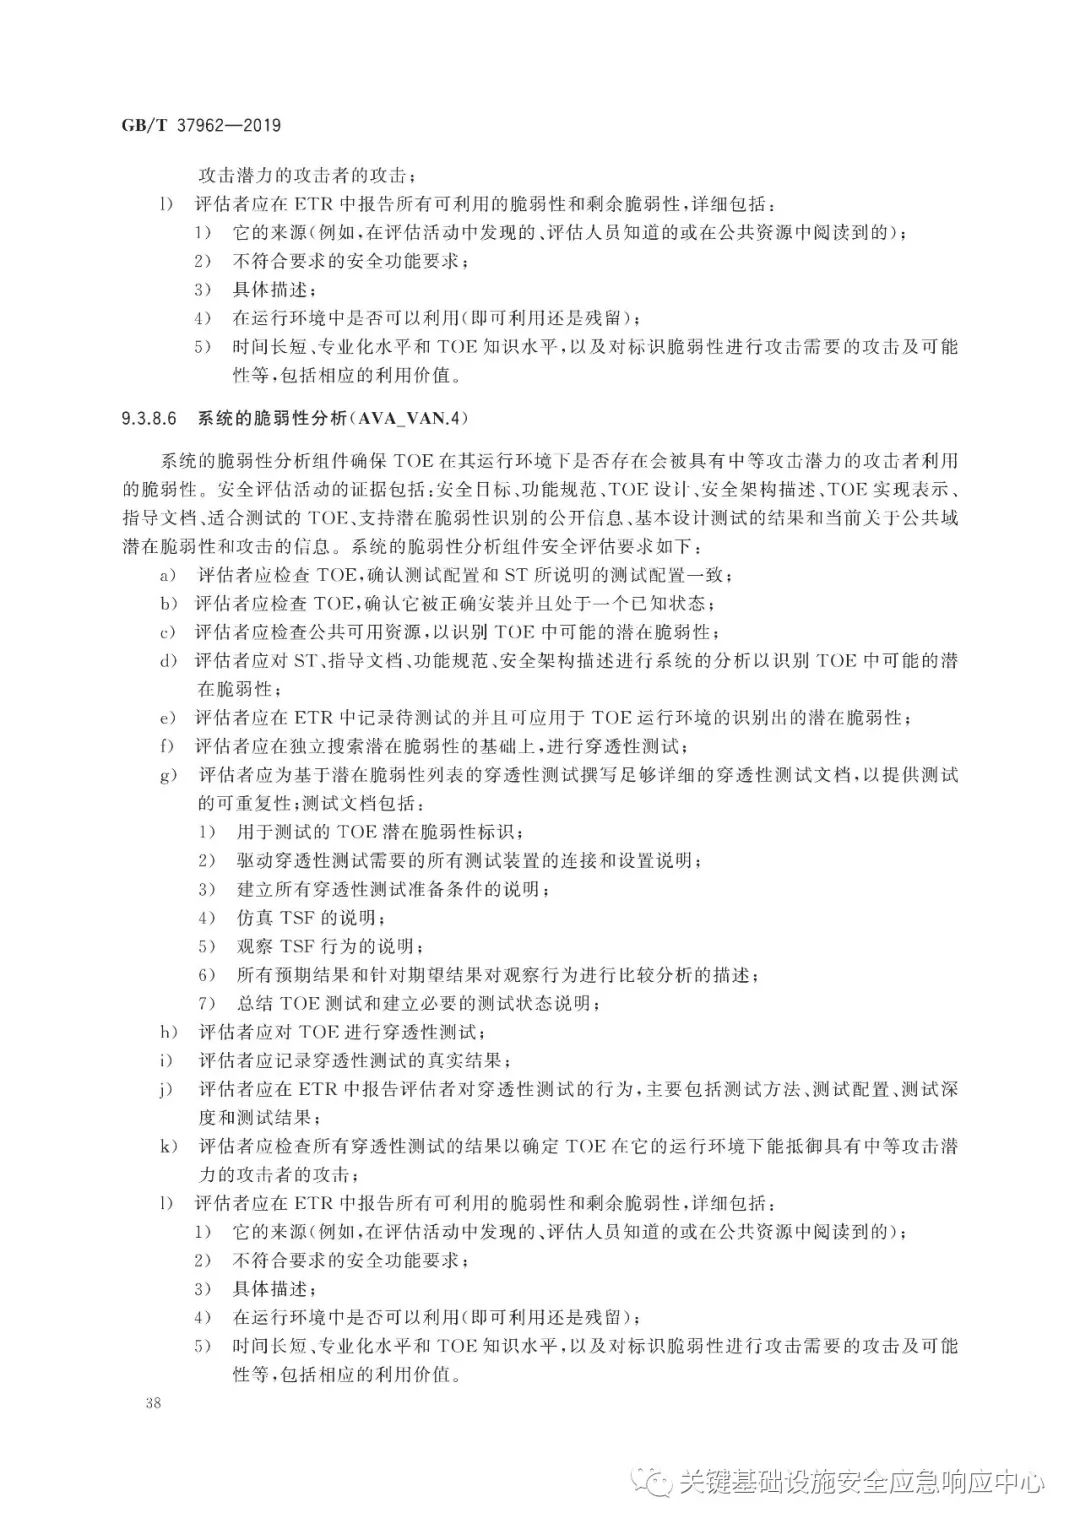 GB/T 37962—2019
攻击潜力的攻击者的攻击；
l) 评估者应在 ETR 中报告所有可利用的脆弱性和剩余脆弱性，详细包括：
1) 它的来源(例如，在评估活动中发现的、评估人员知道的或在公共资源中阅读到的)；
2) 不符合要求的安全功能要求；
3) 具体描述；
4) 在运行环境中是否可以利用(即可利用还是残留)；
5) 时间长短、专业化水平和 TOE 知识水平，以及对标识脆弱性进行攻击需要的攻击及可能
性等，包括相应的利用价值。
9.3.8.6 系统的脆弱性分析(AVA_VAN.4)
系统的脆弱性分析组件确保 TOE 在其运行环境下是否存在会被具有中等攻击潜力的攻击者利用
的脆弱性。安全评估活动的证据包括：安全目标、功能规范、TOE 设计、安全架构描述、TOE 实现表示、
指导文档、适合测试的 TOE、支持潜在脆弱性识别的公开信息、基本设计测试的结果和当前关于公共域
潜在脆弱性和攻击的信息。系统的脆弱性分析组件安全评估要求如下：
a) 评估者应检查 TOE，确认测试配置和 ST 所说明的测试配置一致；
b) 评估者应检查 TOE，确认它被正确安装并且处于一个已知状态；
c) 评估者应检查公共可用资源，以识别 TOE 中可能的潜在脆弱性；
d) 评估者应对 ST、指导文档、功能规范、安全架构描述进行系统的分析以识别 TOE 中可能的潜
在脆弱性；
e) 评估者应在 ETR 中记录待测试的并且可应用于 TOE 运行环境的识别出的潜在脆弱性；
f) 评估者应在独立搜索潜在脆弱性的基础上，进行穿透性测试；
g) 评估者应为基于潜在脆弱性列表的穿透性测试撰写足够详细的穿透性测试文档，以提供测试
的可重复性；测试文档包括：
1) 用于测试的 TOE 潜在脆弱性标识；
2) 驱动穿透性测试需要的所有测试装置的连接和设置说明；
3) 建立所有穿透性测试准备条件的说明；
4) 仿真 TSF 的说明；
5) 观察 TSF 行为的说明；
6) 所有预期结果和针对期望结果对观察行为进行比较分析的描述；
7) 总结 TOE 测试和建立必要的测试状态说明；
h) 评估者应对 TOE 进行穿透性测试；
i) 评估者应记录穿透性测试的真实结果；
j) 评估者应在 ETR 中报告评估者对穿透性测试的行为，主要包括测试方法、测试配置、测试深
度和测试结果；
k) 评估者应检查所有穿透性测试的结果以确定 TOE 在它的运行环境下能抵御具有中等攻击潜
力的攻击者的攻击；
l) 评估者应在 ETR 中报告所有可利用的脆弱性和剩余脆弱性，详细包括：
1) 它的来源(例如，在评估活动中发现的、评估人员知道的或在公共资源中阅读到的)；
2) 不符合要求的安全功能要求；
3) 具体描述；
4) 在运行环境中是否可以利用(即可利用还是残留)；
5) 时间长短、专业化水平和 TOE 知识水平，以及对标识脆弱性进行攻击需要的攻击及可能
性等，包括相应的利用价值。
38
关键基础设施安全应急响应中心